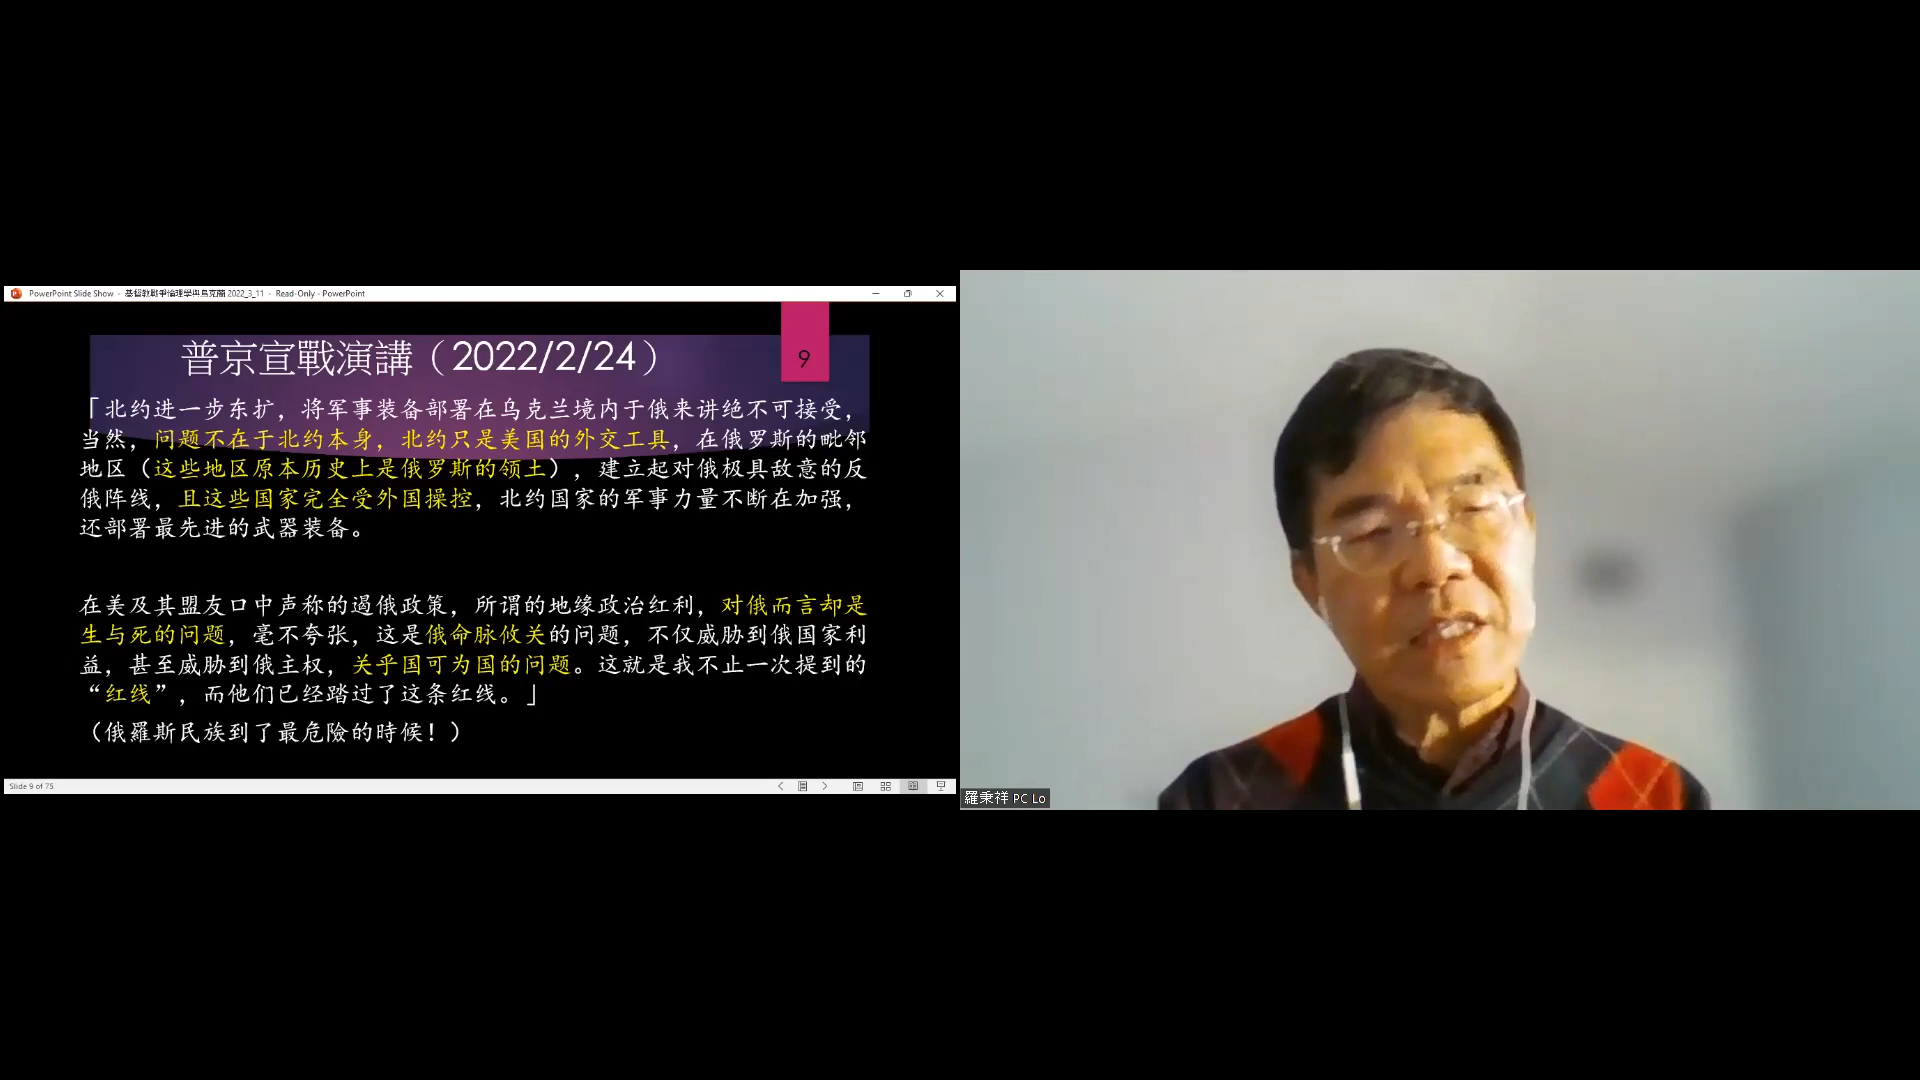 PowerPoint Slide Show - 基督教戰爭倫理學與烏克蘭 2022_3_11 - Read-Only - PowerPoint
普京宣戰演講（2022/2/24）
9
「北约进一步东扩，将军事装备部署在乌克兰境内于俄来讲绝不可接受，
当然，问题不在于北约本身，北约只是美国的外交工具，在俄罗斯的毗邻
地区（这些地区原本历史上是俄罗斯的领土），建立起对俄极具敌意的反
俄阵线，且这些国家完全受外国操控，北约国家的军事力量不断在加强，
还部署最先进的武器装备。
在美及其盟友口中声称的遏俄政策，所谓的地缘政治红利，对俄而言却是
生与死的问题，毫不夸张，这是俄命脉攸关的问题，不仅威胁到俄国家利
益，甚至威胁到俄主权，关乎国可为国的问题。这就是我不止一次提到的
“红线”，而他们已经踏过了这条红线。」
（俄羅斯民族到了最危險的時候！）
Slide 9 of 75
羅秉祥 PC Lo